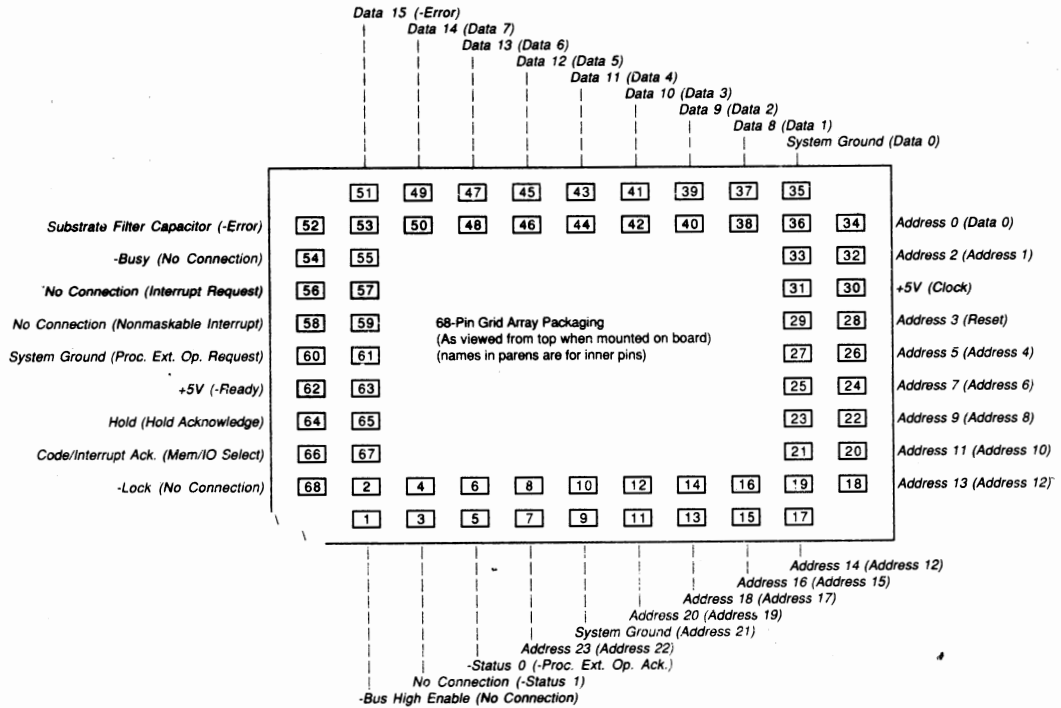 Data 15 (-Error)
Data 14 (Data 7)
Data 13 (Data 6)
Data 12 (Data 5)
Data 11 (Data 4)
Data 10 (Data 3)
Data 9 (Data 2)
Data 8 (Data 1)
System Ground (Data 0)
51 49 47 45 43 41 39 37 35
Substrate Filter Capacitor (-Error) 52 53 50 48 46 44 42 40 38 36 34 Address 0 (Data 0)
-Busy (No Connection) 54 55 33 32 Address 2 (Address 1)
No Connection (Interrupt Request) 56 57 31 30 +5V (Clock)
No Connection (Nonmaskable Interrupt) 58 59 29 28 Address 3 (Reset)
68-Pin Grid Array Packaging
(As viewed from top when mounted on board)
(names in parens are for inner pins)
System Ground (Proc. Ext. Op. Request) 60 61 27 26 Address 5 (Address 4)
+5V (-Ready) 62 63 25 24 Address 7 (Address 6)
Hold (Hold Acknowledge) 64 65 23 22 Address 9 (Address 8)
Code/Interrupt Ack. (Mem/IO Select) 66 67 21 20 Address 11 (Address 10)
-Lock (No Connection) 68 2 4 6 8 10 12 14 16 19 18 Address 13 (Address 12)
1 3 5 7 9 11 13 15 17
Address 14 (Address 12)
Address 16 (Address 15)
Address 18 (Address 17)
Address 20 (Address 19)
System Ground (Address 21)
Address 23 (Address 22)
-Status 0 (-Proc. Ext. Op. Ack.)
No Connection (-Status 1)
-Bus High Enable (No Connection)